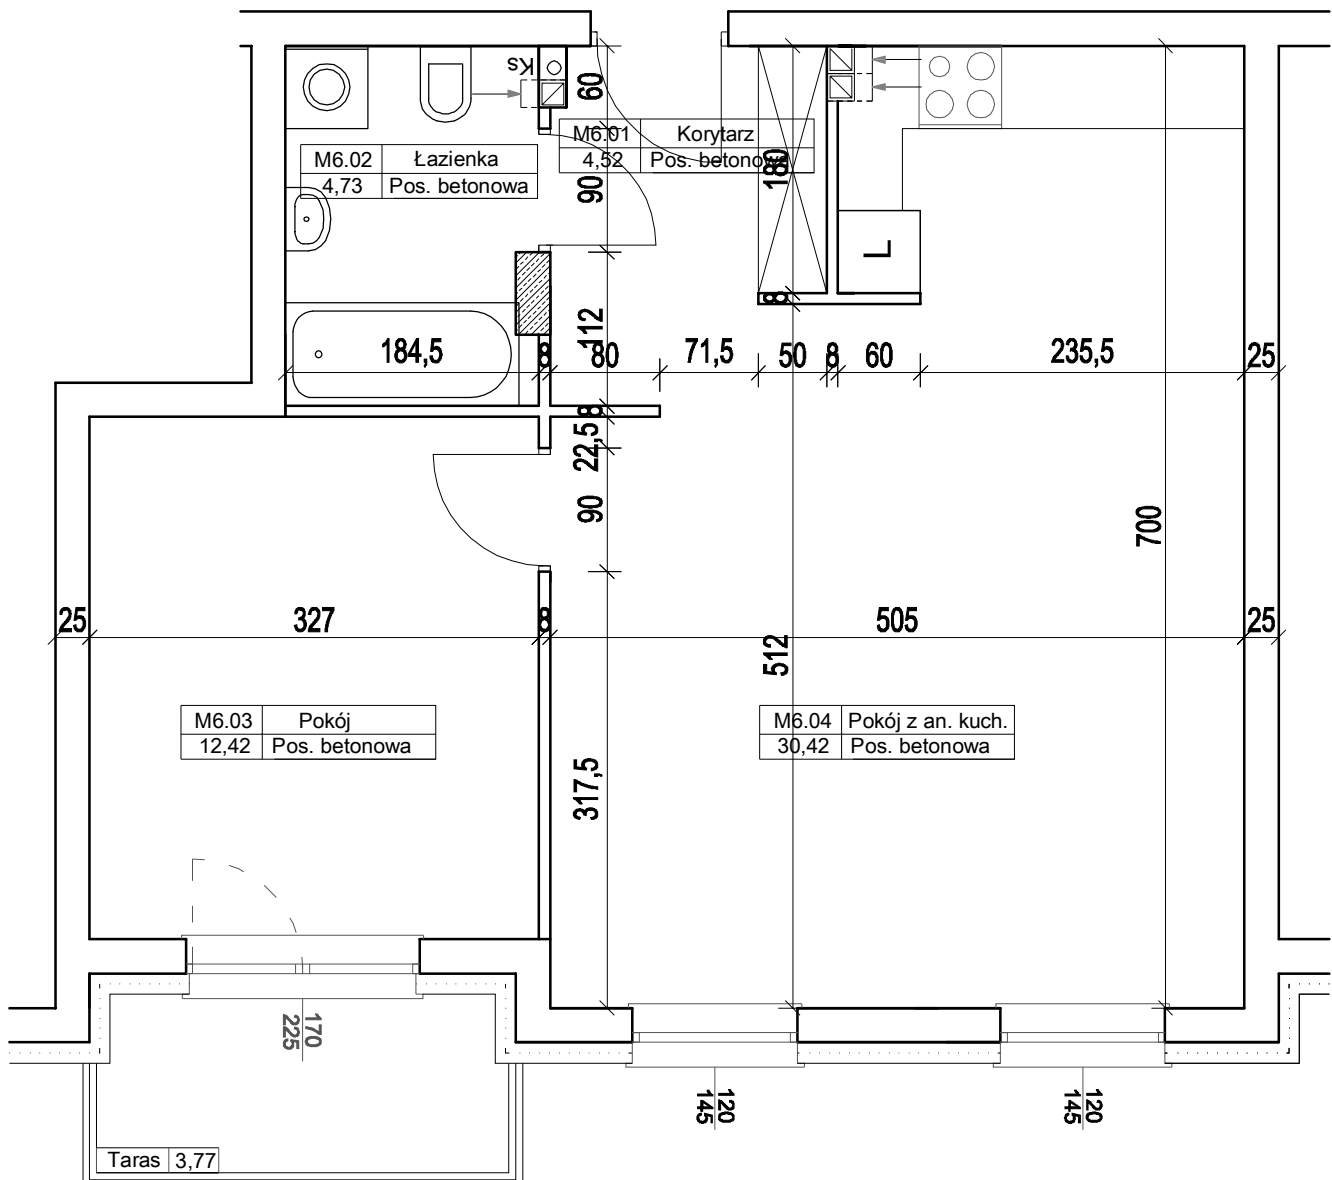 Ks
60
M6.01 Korytarz
4,52 Pos. betonowa
180
M6.02 Łazienka
4,73 Pos. betonowa
90
L
8
112
184,5 8 80 71,5 50 8 60 235,5 25
8
22,5
90
700
25 327 8 505 25
512
M6.03 Pokój
12,42 Pos. betonowa
M6.04 Pokój z an. kuch.
30,42 Pos. betonowa
317,5
170
225
120
145
120
145
Taras 3,77